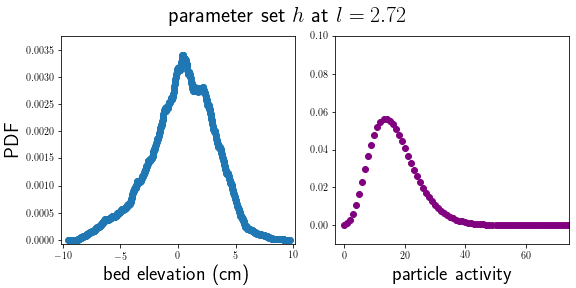 parameter set h at l = 2.72
PDF
0.0035
0.0030
0.0025
0.0020
0.0015
0.0010
0.0005
0.0000
−10 −5 0 5 10
bed elevation (cm)
0.10
0.08
0.06
0.04
0.02
0.00
0 20 40 60
particle activity